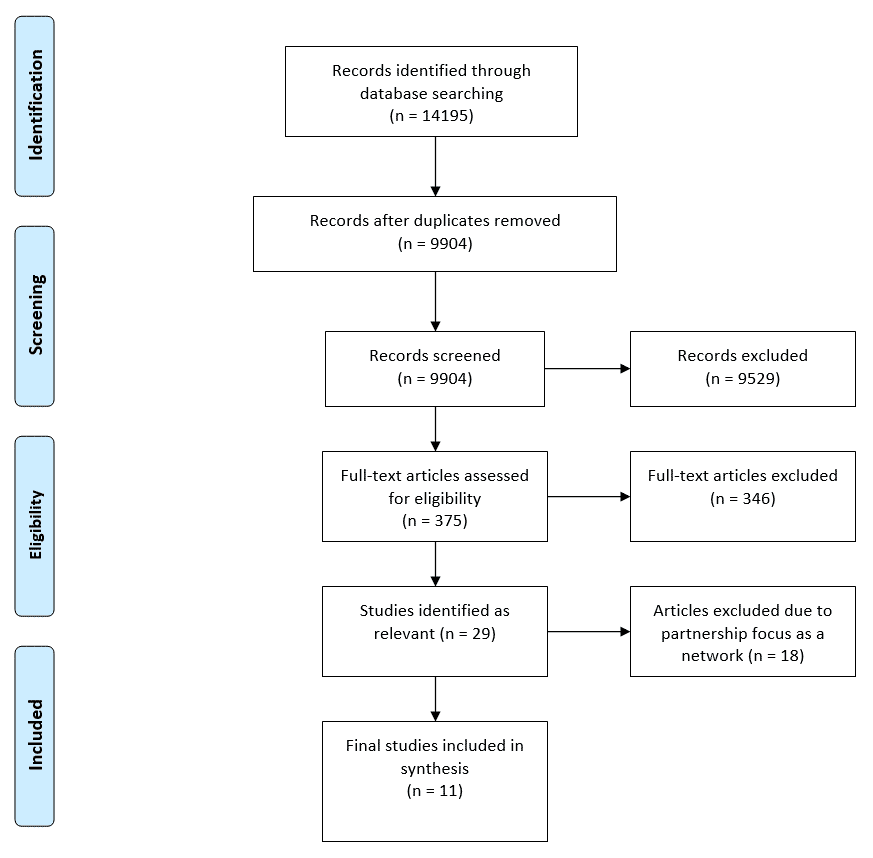 Identification
Records identified through
database searching
(n = 14195)
Records after duplicates removed
(n = 9904)
Screening
Records screened
(n = 9904)
Records excluded
(n = 9529)
Eligibility
Full-text articles assessed
for eligibility
(n = 375)
Full-text articles excluded
(n = 346)
Studies identified as
relevant (n = 29)
Articles excluded due to
partnership focus as a
network (n = 18)
Included
Final studies included in
synthesis
(n = 11)